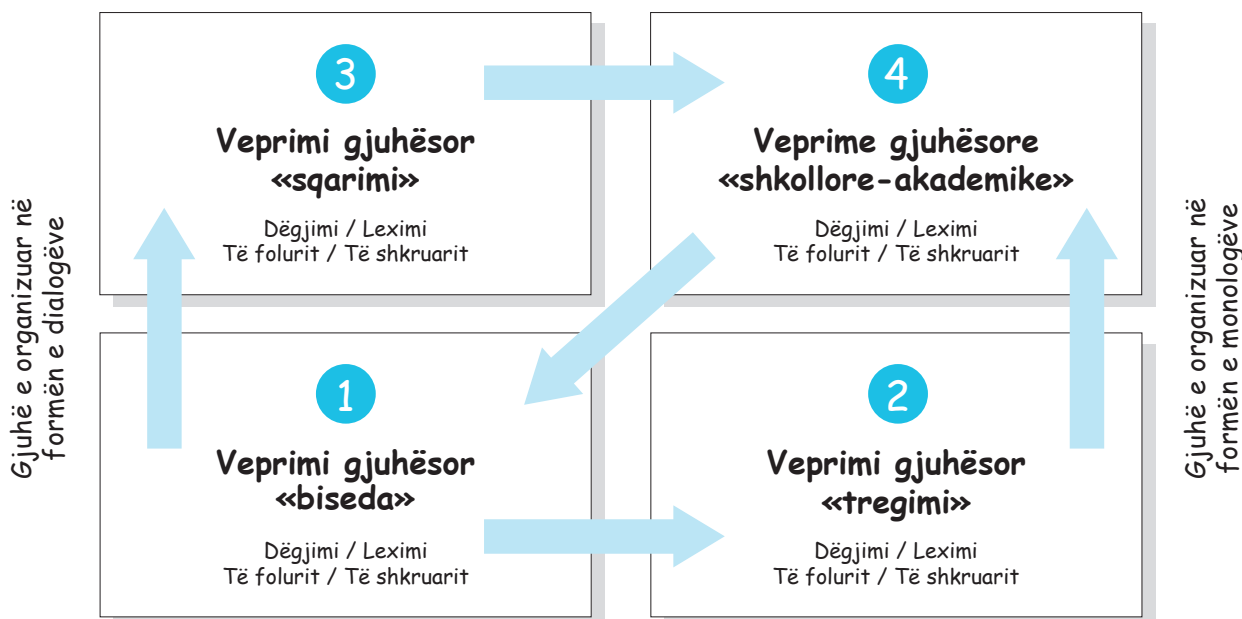 Gjuhë e organizuar në
formën e dialogëve
3
Veprimi gjuhësor
«sqarimi»
Dëgjimi / Leximi
Të folurit / Të shkruarit
4
Veprime gjuhësore
«shkollore-akademike»
Dëgjimi / Leximi
Të folurit / Të shkruarit
1
Veprimi gjuhësor
«biseda»
Dëgjimi / Leximi
Të folurit / Të shkruarit
2
Veprimi gjuhësor
«tregimi»
Dëgjimi / Leximi
Të folurit / Të shkruarit
Gjuhë e organizuar në
formën e monologëve